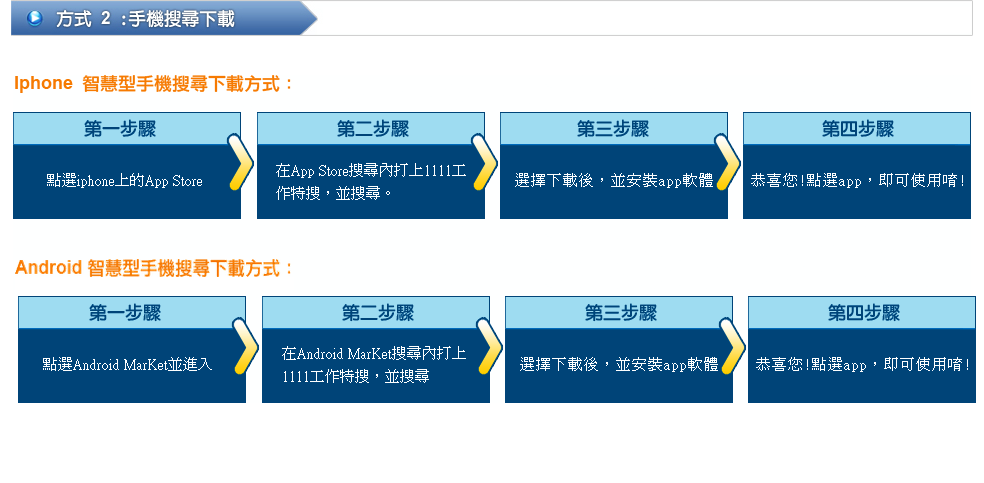 方式 2 :手機搜尋下載
Iphone 智慧型手機搜尋下載方式：
第一步驟
點選iphone上的App Store
第二步驟
在App Store搜尋內打上1111工
作特搜，並搜尋。
第三步驟
選擇下載後，並安裝app軟體
第四步驟
恭喜您!點選app，即可使用唷!
Android 智慧型手機搜尋下載方式：
第一步驟
點選Android MarKet並進入
第二步驟
在Android MarKet搜尋內打上
1111工作特搜，並搜尋
第三步驟
選擇下載後，並安裝app軟體
第四步驟
恭喜您!點選app，即可使用唷!